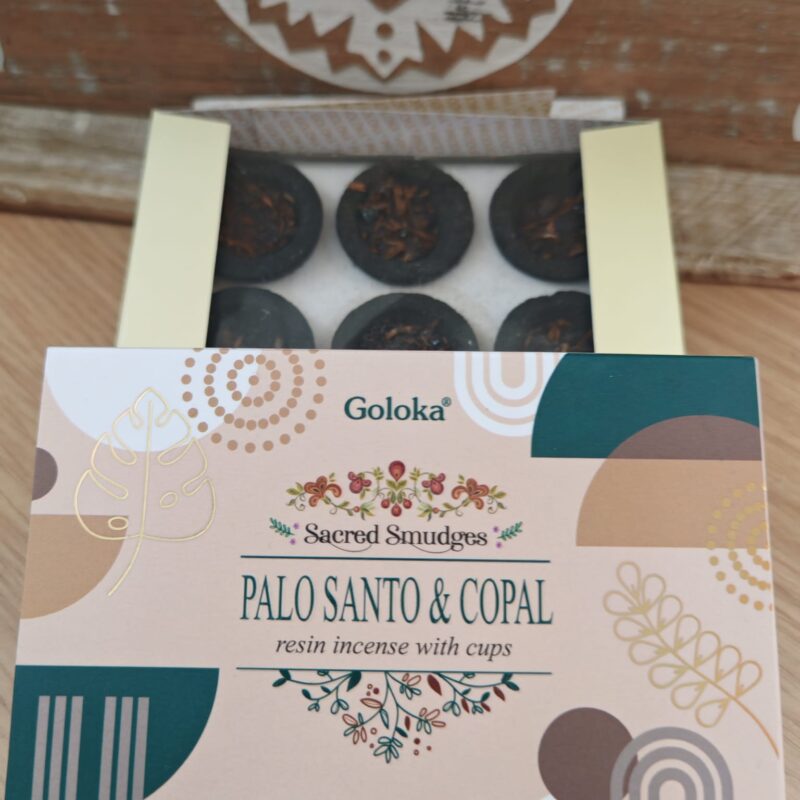 Goloka®
Sacred Smudges
PALO SANTO & COPAL
resin incense with cups